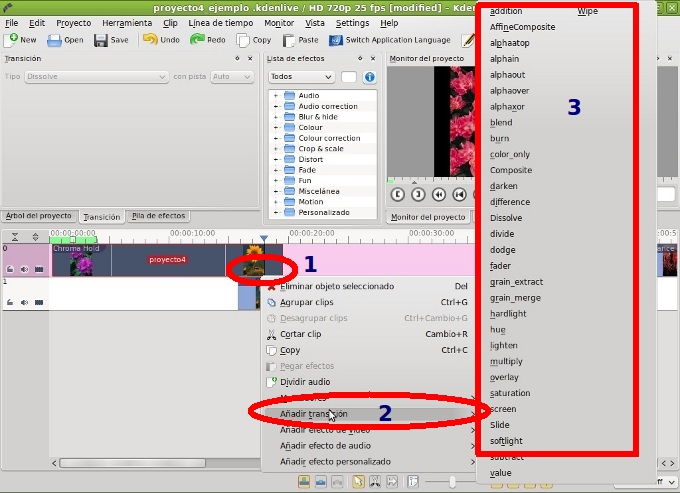 proyecto4 ejemplo .kdenlive / HD 720p 25 fps [modified] - Kden
File Edit Proyecto Herramienta Clip Línea de tiempo Monitor View Settings Help
New Open Save Undo Redo Copy Paste Switch Application Language
Transición
Tipo Dissolve con pista Auto
Lista de efectos
Todos
Audio
Audio correction
Blur & hide
Colour
Colour correction
Crop & scale
Distort
Fade
Fun
Miscelánea
Motion
Personalizado
Monitor del proyecto
Árbol del proyecto Transición Pila de efectos
Monitor del proyecto
00:00:00:00 00:00:10:00 00:00:20:00 00:00:30:00
0
Chroma Hold
proyecto4
1
1
Eliminar objeto seleccionado Del
Agrupar clips Ctrl+G
Desagrupar clips Ctrl+Cambio+G
Cortar clip Cambio+R
Copy Ctrl+C
Pegar efectos
Dividir audio
Añadir transición
2
Añadir efecto de vídeo
Añadir efecto de audio
Añadir efecto personalizado
addition Wipe
AffineComposite
alphaatop
alphain
alphaout
alphaover
alphaxor
3
blend
burn
color_only
Composite
darken
difference
Dissolve
divide
dodge
fader
grain_extract
grain_merge
hardlight
hue
lighten
multiply
overlay
saturation
screen
Slide
softlight
subtract
value